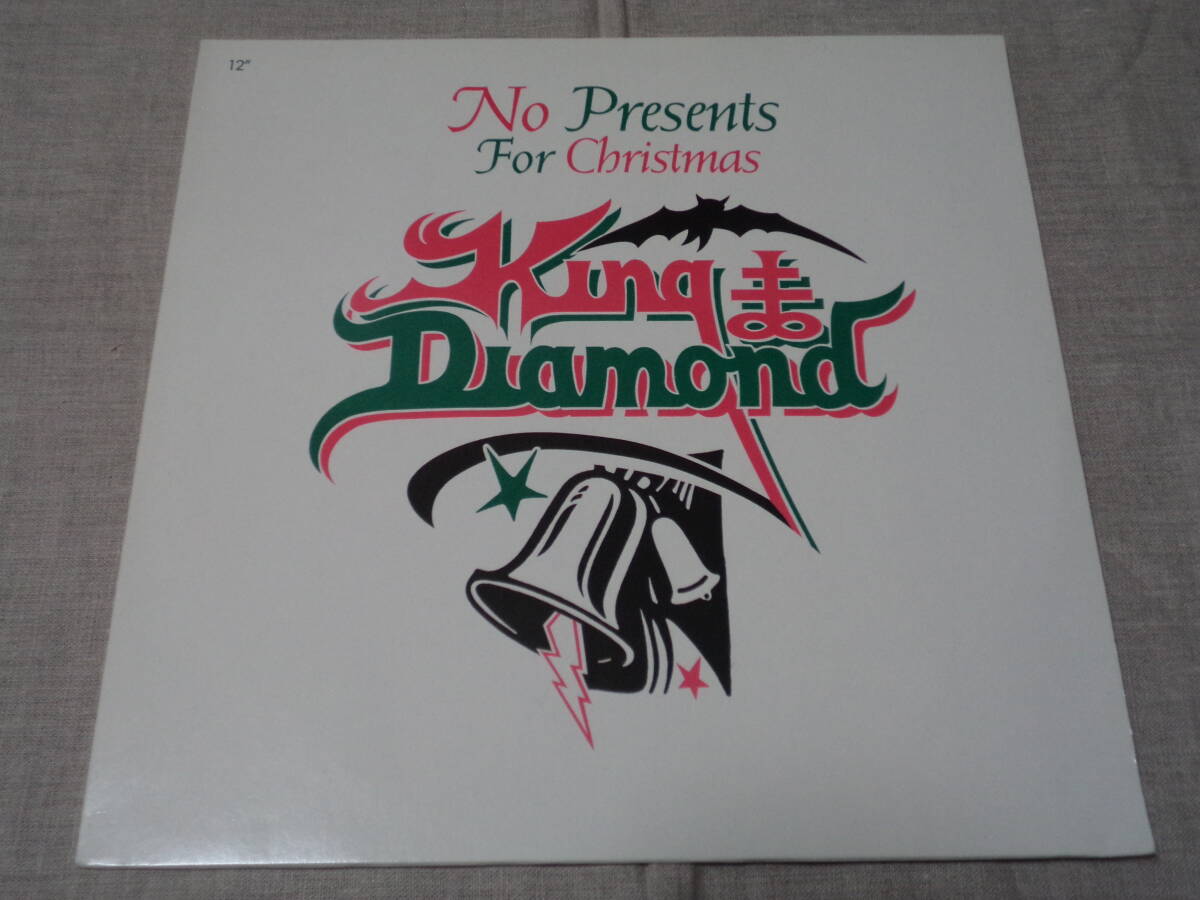 12"
No Presents
For Christmas
King
Diamond